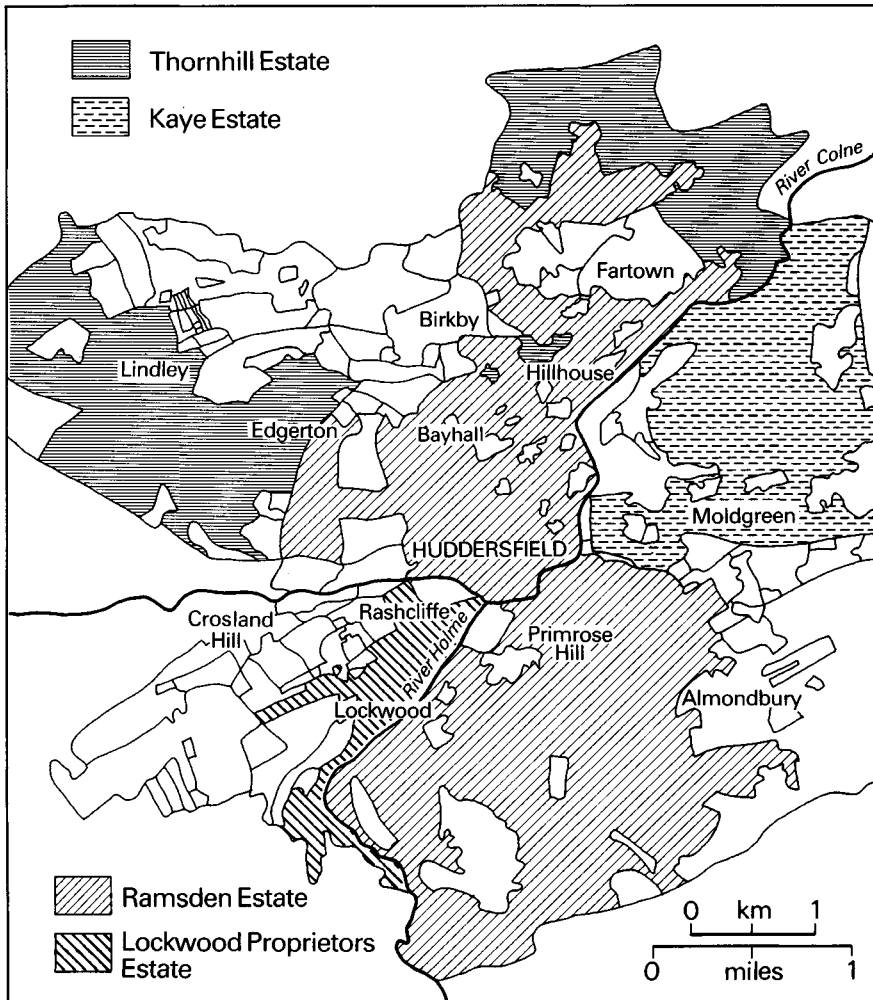 Thornhill Estate
Kaye Estate
River Colne
Fartown
Birkby
Lindley
Hillhouse
Edgerton
Bayhall
Moldgreen
HUDDERSFIELD
Crosland
Hill
Rashcliffe
River Holme
Primrose
Hill
Lockwood
Almondbury
Ramsden Estate
Lockwood Proprietors
Estate
0 km 1
0 miles 1